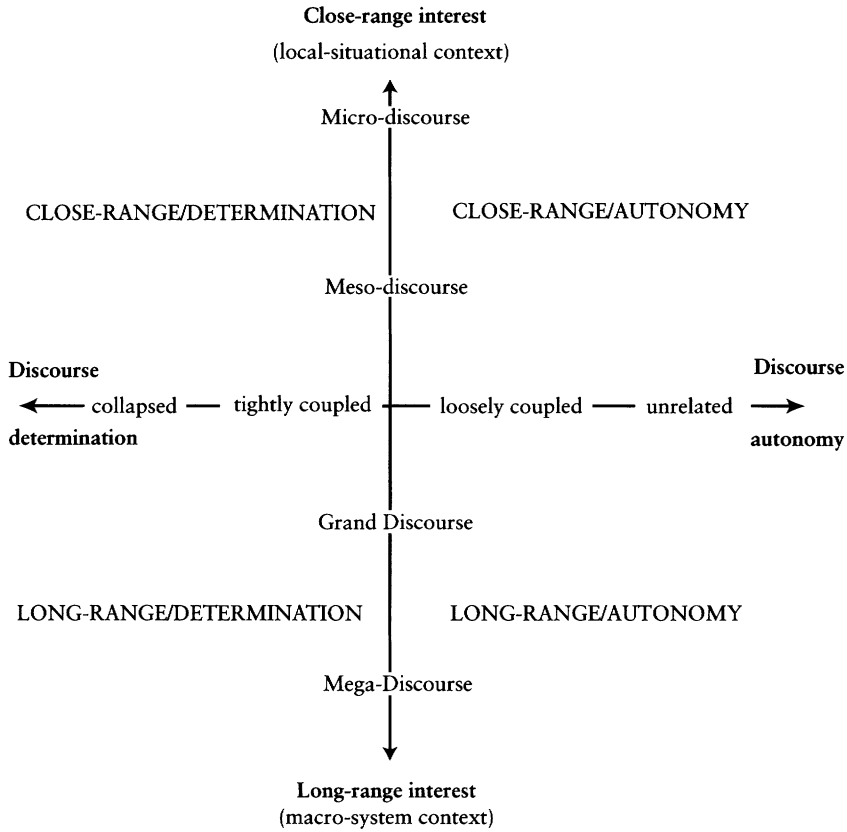 Close-range interest
(local-situational context)
Micro-discourse
CLOSE-RANGE/DETERMINATION
CLOSE-RANGE/AUTONOMY
Meso-discourse
Discourse
Discourse
collapsed
tightly coupled
loosely coupled
unrelated
determination
autonomy
Grand Discourse
LONG-RANGE/DETERMINATION
LONG-RANGE/AUTONOMY
Mega-Discourse
Long-range interest
(macro-system context)